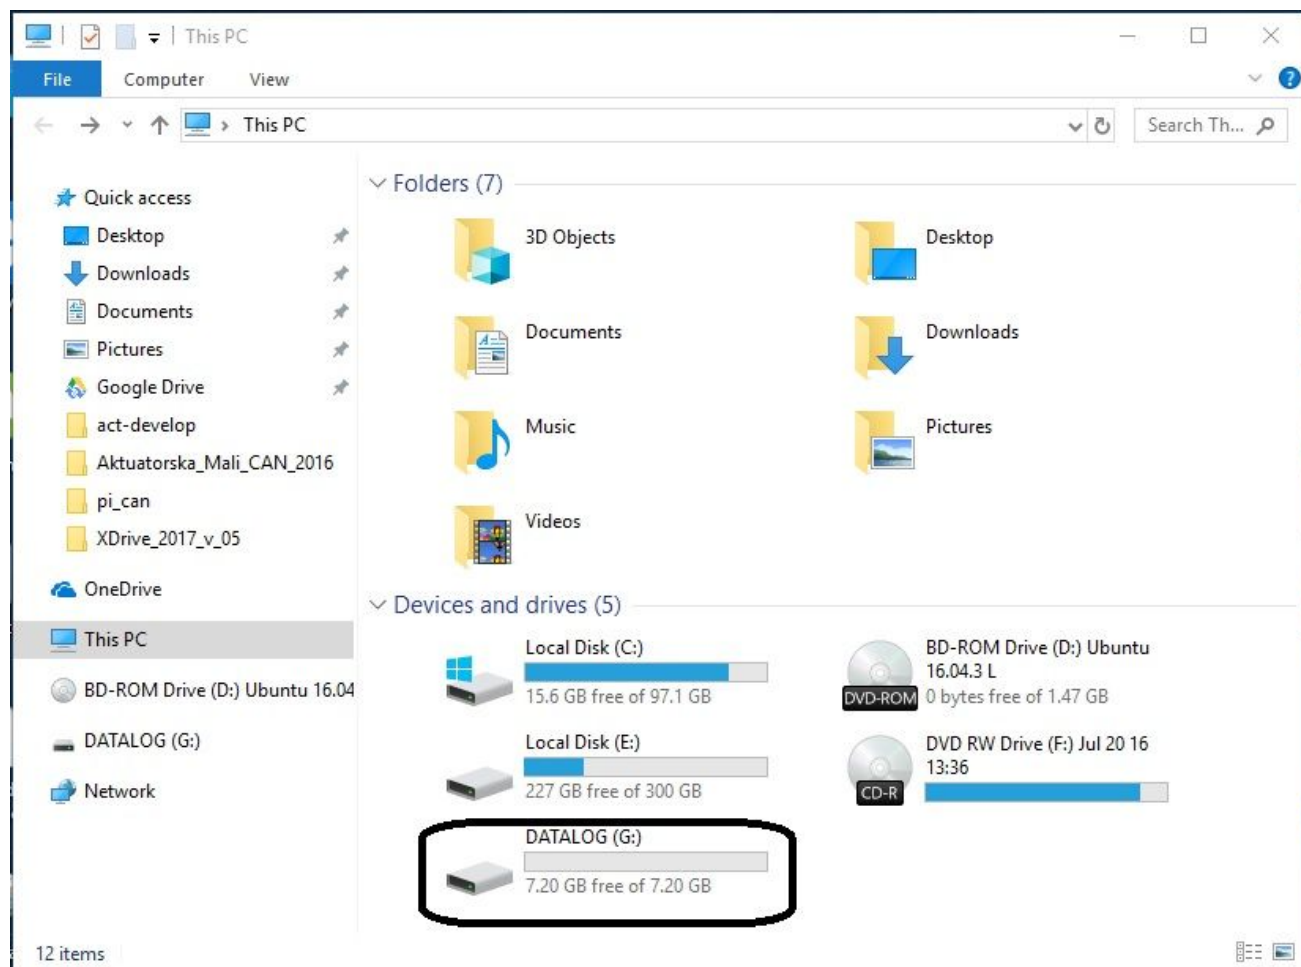 This PC
File Computer View
This PC Search Th...
Quick access
Desktop
Downloads
Documents
Pictures
Google Drive
act-develop
Aktuatorska_Mali_CAN_2016
pi_can
XDrive_2017_v_05
OneDrive
This PC
BD-ROM Drive (D:) Ubuntu 16.04
DATALOG (G:)
Network
Folders (7)
3D Objects
Desktop
Documents
Downloads
Music
Pictures
Videos
Devices and drives (5)
Local Disk (C:)
15.6 GB free of 97.1 GB
BD-ROM Drive (D:) Ubuntu
16.04.3 L
0 bytes free of 1.47 GB
DVD-ROM
Local Disk (E:)
227 GB free of 300 GB
DVD RW Drive (F:) Jul 20 16
13:36
CD-R
DATALOG (G:)
7.20 GB free of 7.20 GB
12 items